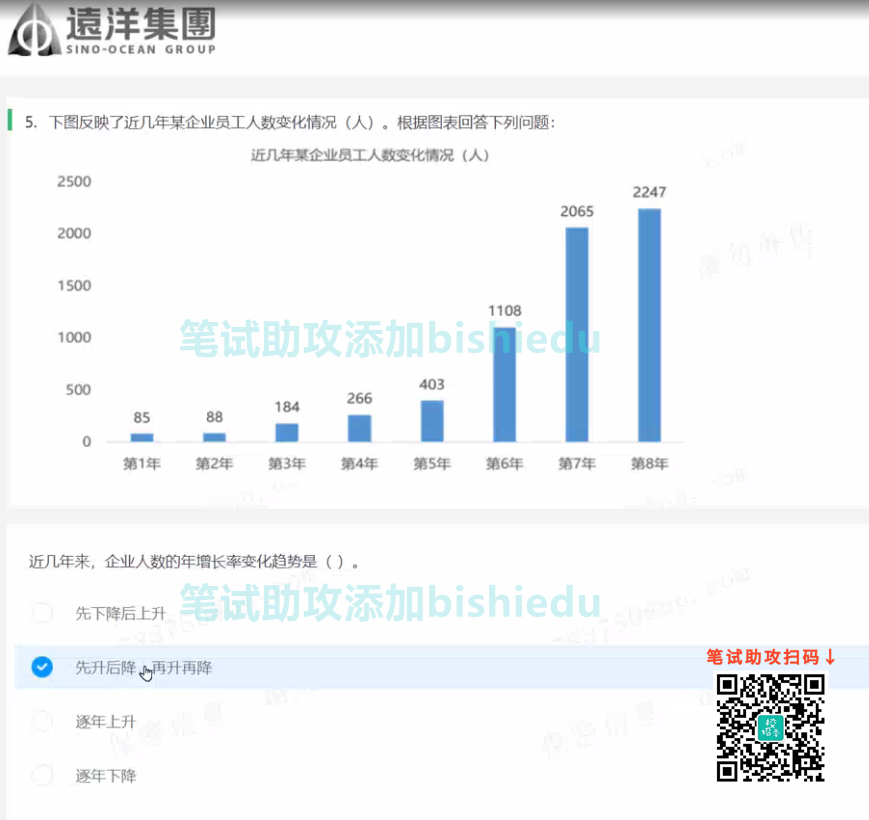 遠洋集團
SINO-OCEAN GROUP
5. 下图反映了近几年某企业员工人数变化情况（人）。根据图表回答下列问题：
近几年某企业员工人数变化情况（人）
2500
2000
1500
1000
500
0
85
88
184
266
403
1108
2065
2247
第1年
第2年
第3年
第4年
第5年
第6年
第7年
第8年
笔试助攻添加bishiedu
近几年来，企业人数的年增长率变化趋势是（ ）。
笔试助攻添加bishiedu
先下降后上升
先升后降，再升再降
逐年上升
逐年下降
笔试助攻扫码↓